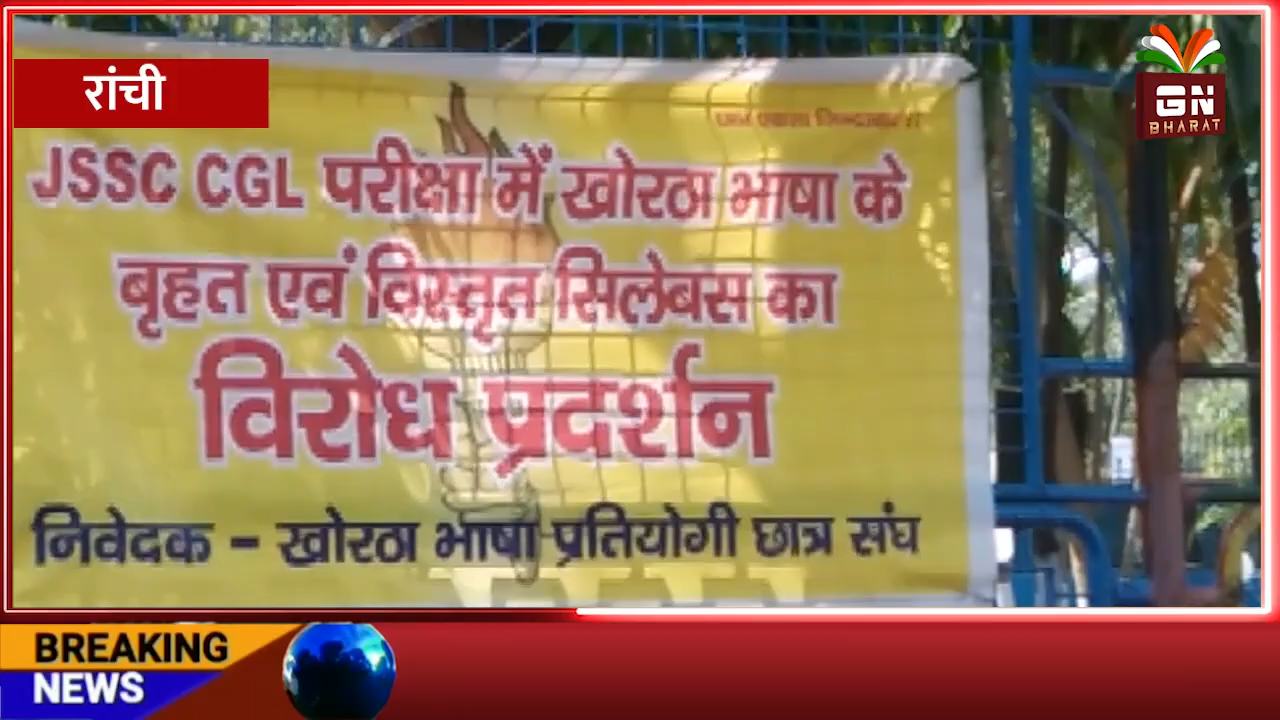 रांची
GN
BHARAT
JSSC CGL परीक्षा में खोरठा भाषा के
बृहत एवं विस्तृत सिलेबस का
विरोध प्रदर्शन
निवेदक - खोरठा भाषा प्रतियोगी छात्र संघ
BREAKING
NEWS